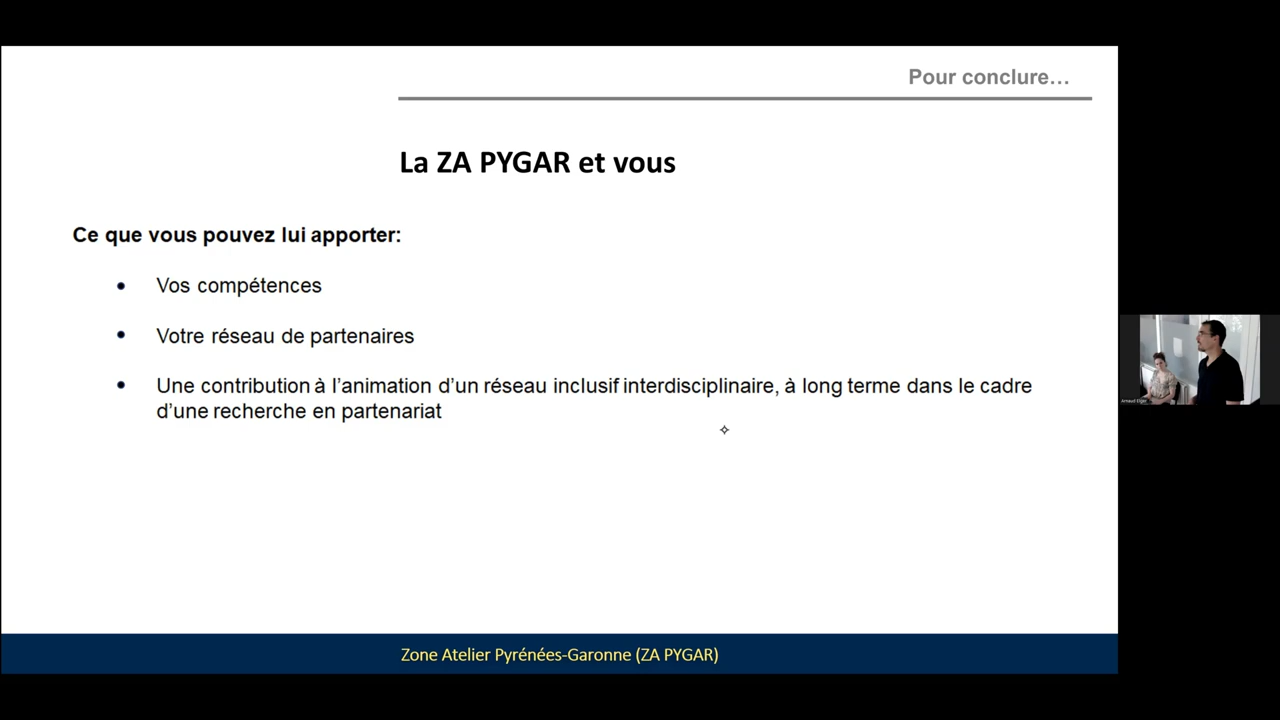 Pour conclure…
La ZA PYGAR et vous
Ce que vous pouvez lui apporter:
• Vos compétences
• Votre réseau de partenaires
• Une contribution à l’animation d’un réseau inclusif interdisciplinaire, à long terme dans le cadre
d’une recherche en partenariat
Zone Atelier Pyrénées-Garonne (ZA PYGAR)